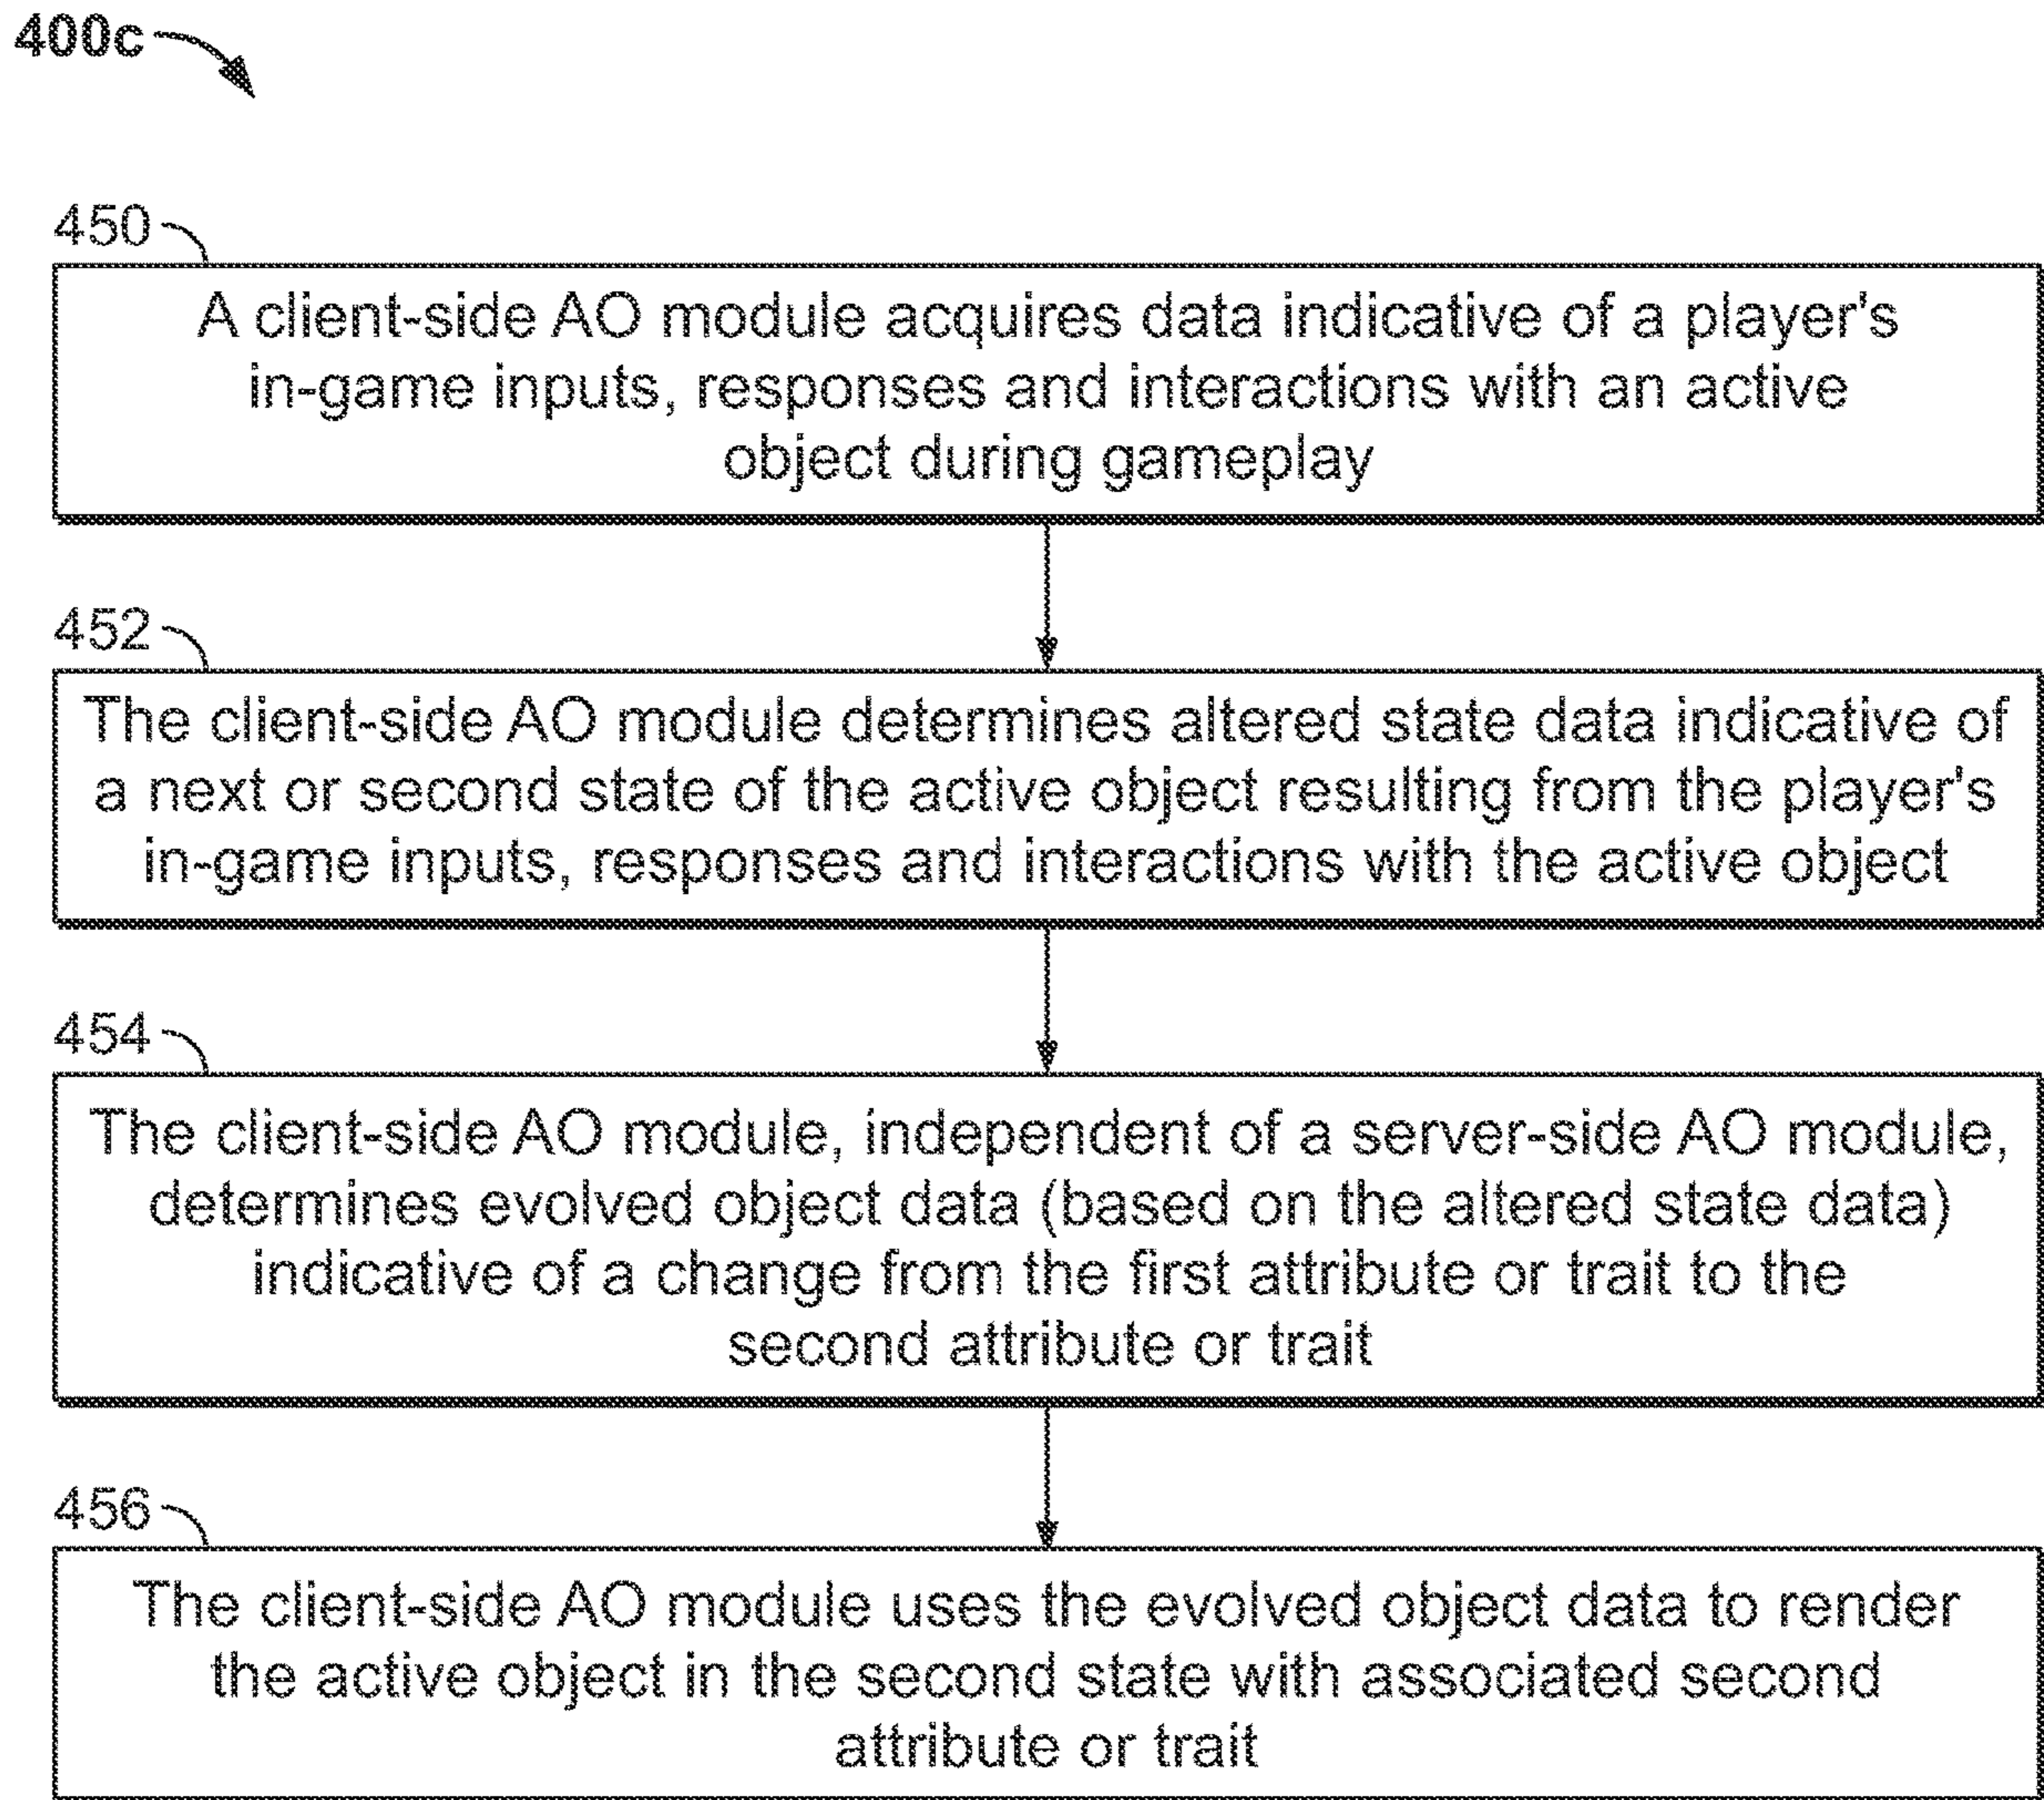 400c
450
A client-side AO module acquires data indicative of a player's
in-game inputs, responses and interactions with an active
object during gameplay
452
The client-side AO module determines altered state data indicative of
a next or second state of the active object resulting from the player's
in-game inputs, responses and interactions with the active object
454
The client-side AO module, independent of a server-side AO module,
determines evolved object data (based on the altered state data)
indicative of a change from the first attribute or trait to the
second attribute or trait
456
The client-side AO module uses the evolved object data to render
the active object in the second state with associated second
attribute or trait